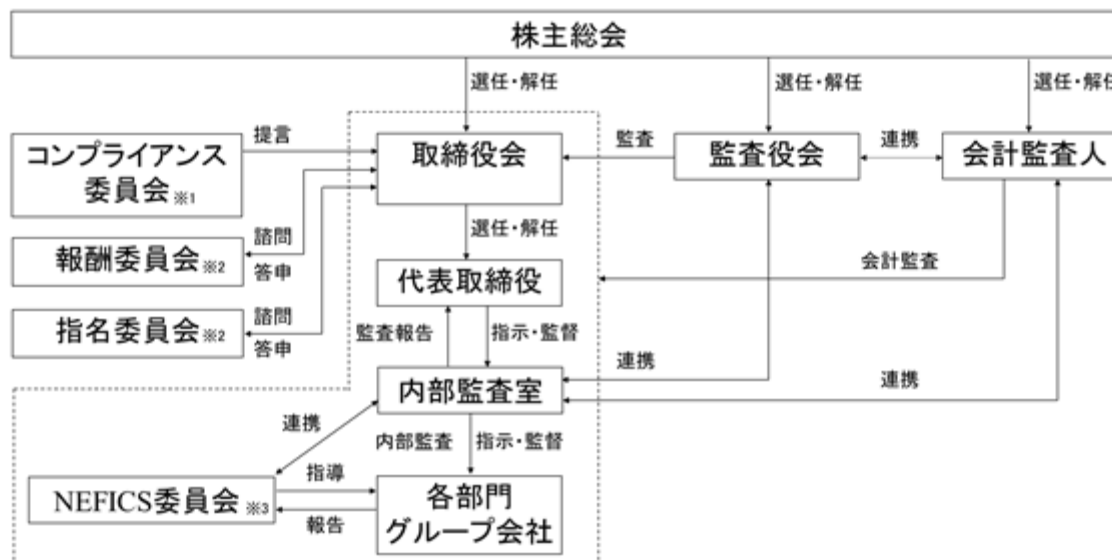 株主総会
選任・解任
選任・解任
選任・解任
コンプライアンス
委員会※1
提言
取締役会
監査
監査役会
連携
会計監査人
報酬委員会※2
諮問
答申
選任・解任
代表取締役
会計監査
指名委員会※2
諮問
答申
監査報告
指示・監督
内部監査室
連携
連携
連携
内部監査
指示・監督
NEFICS委員会※3
指導
報告
各部門
グループ会社